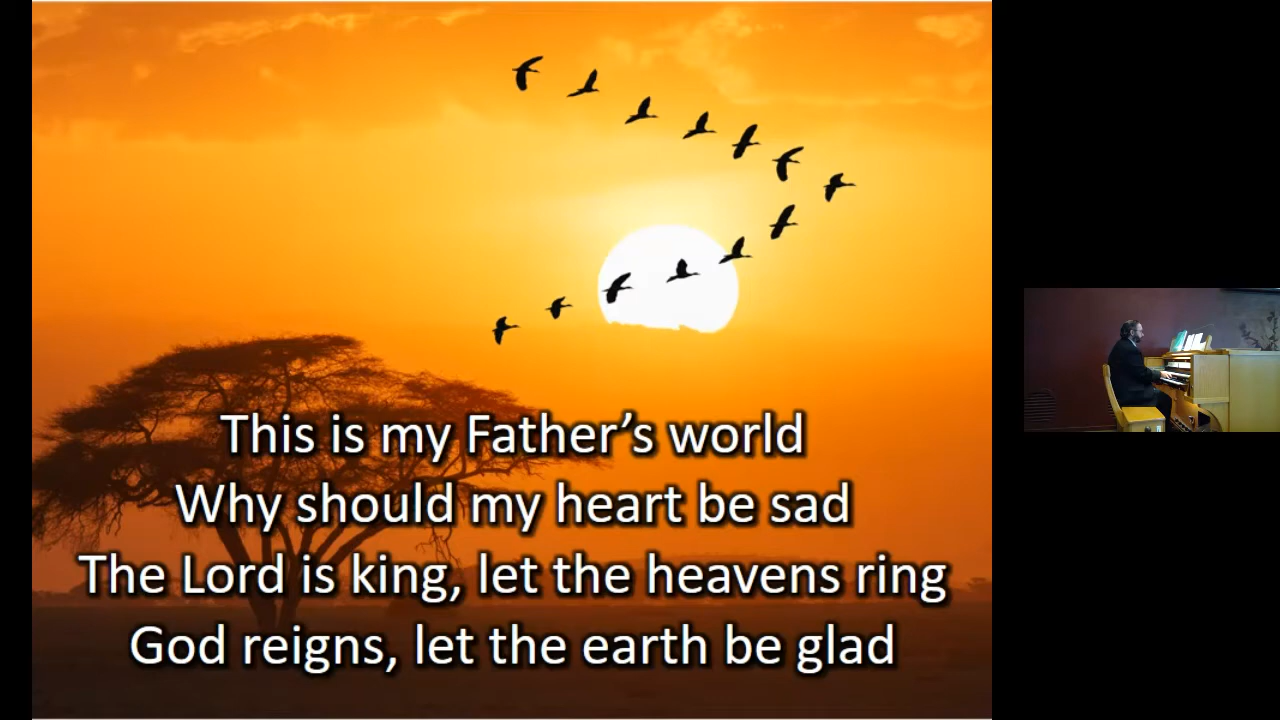 This is my Father’s world
Why should my heart be sad
The Lord is king, let the heavens ring
God reigns, let the earth be glad